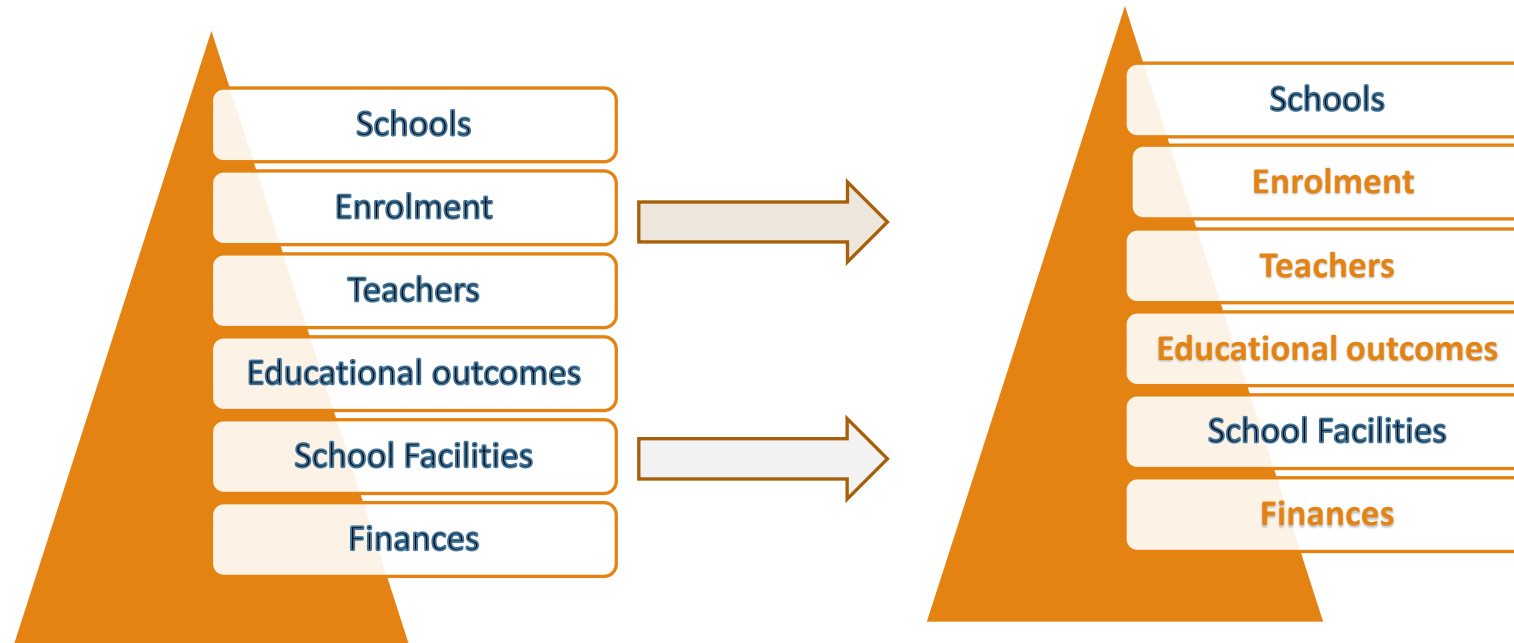 Schools
Enrolment
Teachers
Educational outcomes
School Facilities
Finances
Schools
Enrolment
Teachers
Educational outcomes
School Facilities
Finances